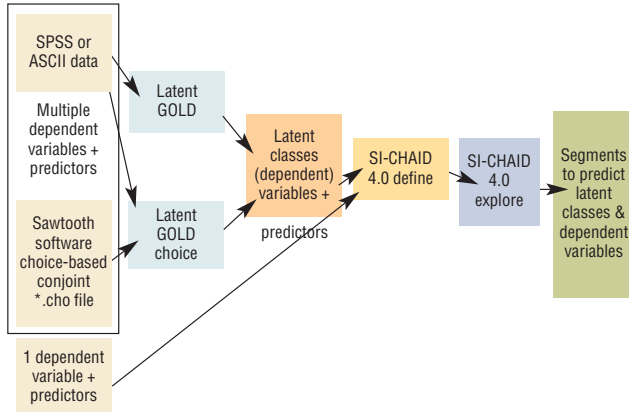 SPSS or
ASCII data
Multiple
dependent
variables +
predictors
Sawtooth
software
choice-based
conjoint
*.cho file
1 dependent
variable +
predictors
Latent
GOLD
Latent
GOLD
choice
Latent
classes
(dependent)
variables +
predictors
SI-CHAID
4.0 define
SI-CHAID
4.0
explore
Segments
to predict
latent
classes &
dependent
variables